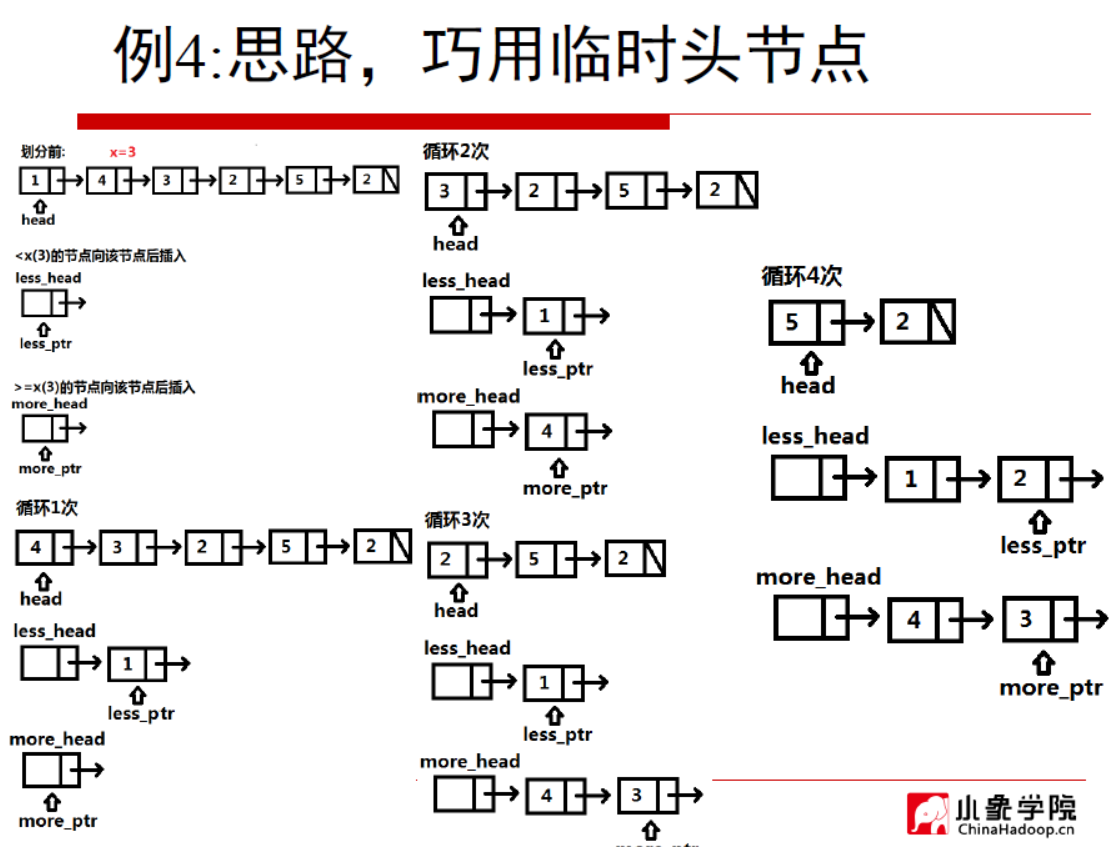 例4:思路，巧用临时头节点
划分前: x=3
1 4 3 2 5 2
head
<x(3)的节点向该节点后插入
less_head
less_ptr
>=x(3)的节点向该节点后插入
more_head
more_ptr
循环1次
4 3 2 5 2
head
less_head
1
less_ptr
more_head
more_ptr
循环2次
3 2 5 2
head
less_head
1
less_ptr
more_head
4
more_ptr
循环3次
2 5 2
head
less_head
1
less_ptr
more_head
4 3
循环4次
5 2
head
less_head
1 2
less_ptr
more_head
4 3
more_ptr
小象学院
ChinaHadoop.cn